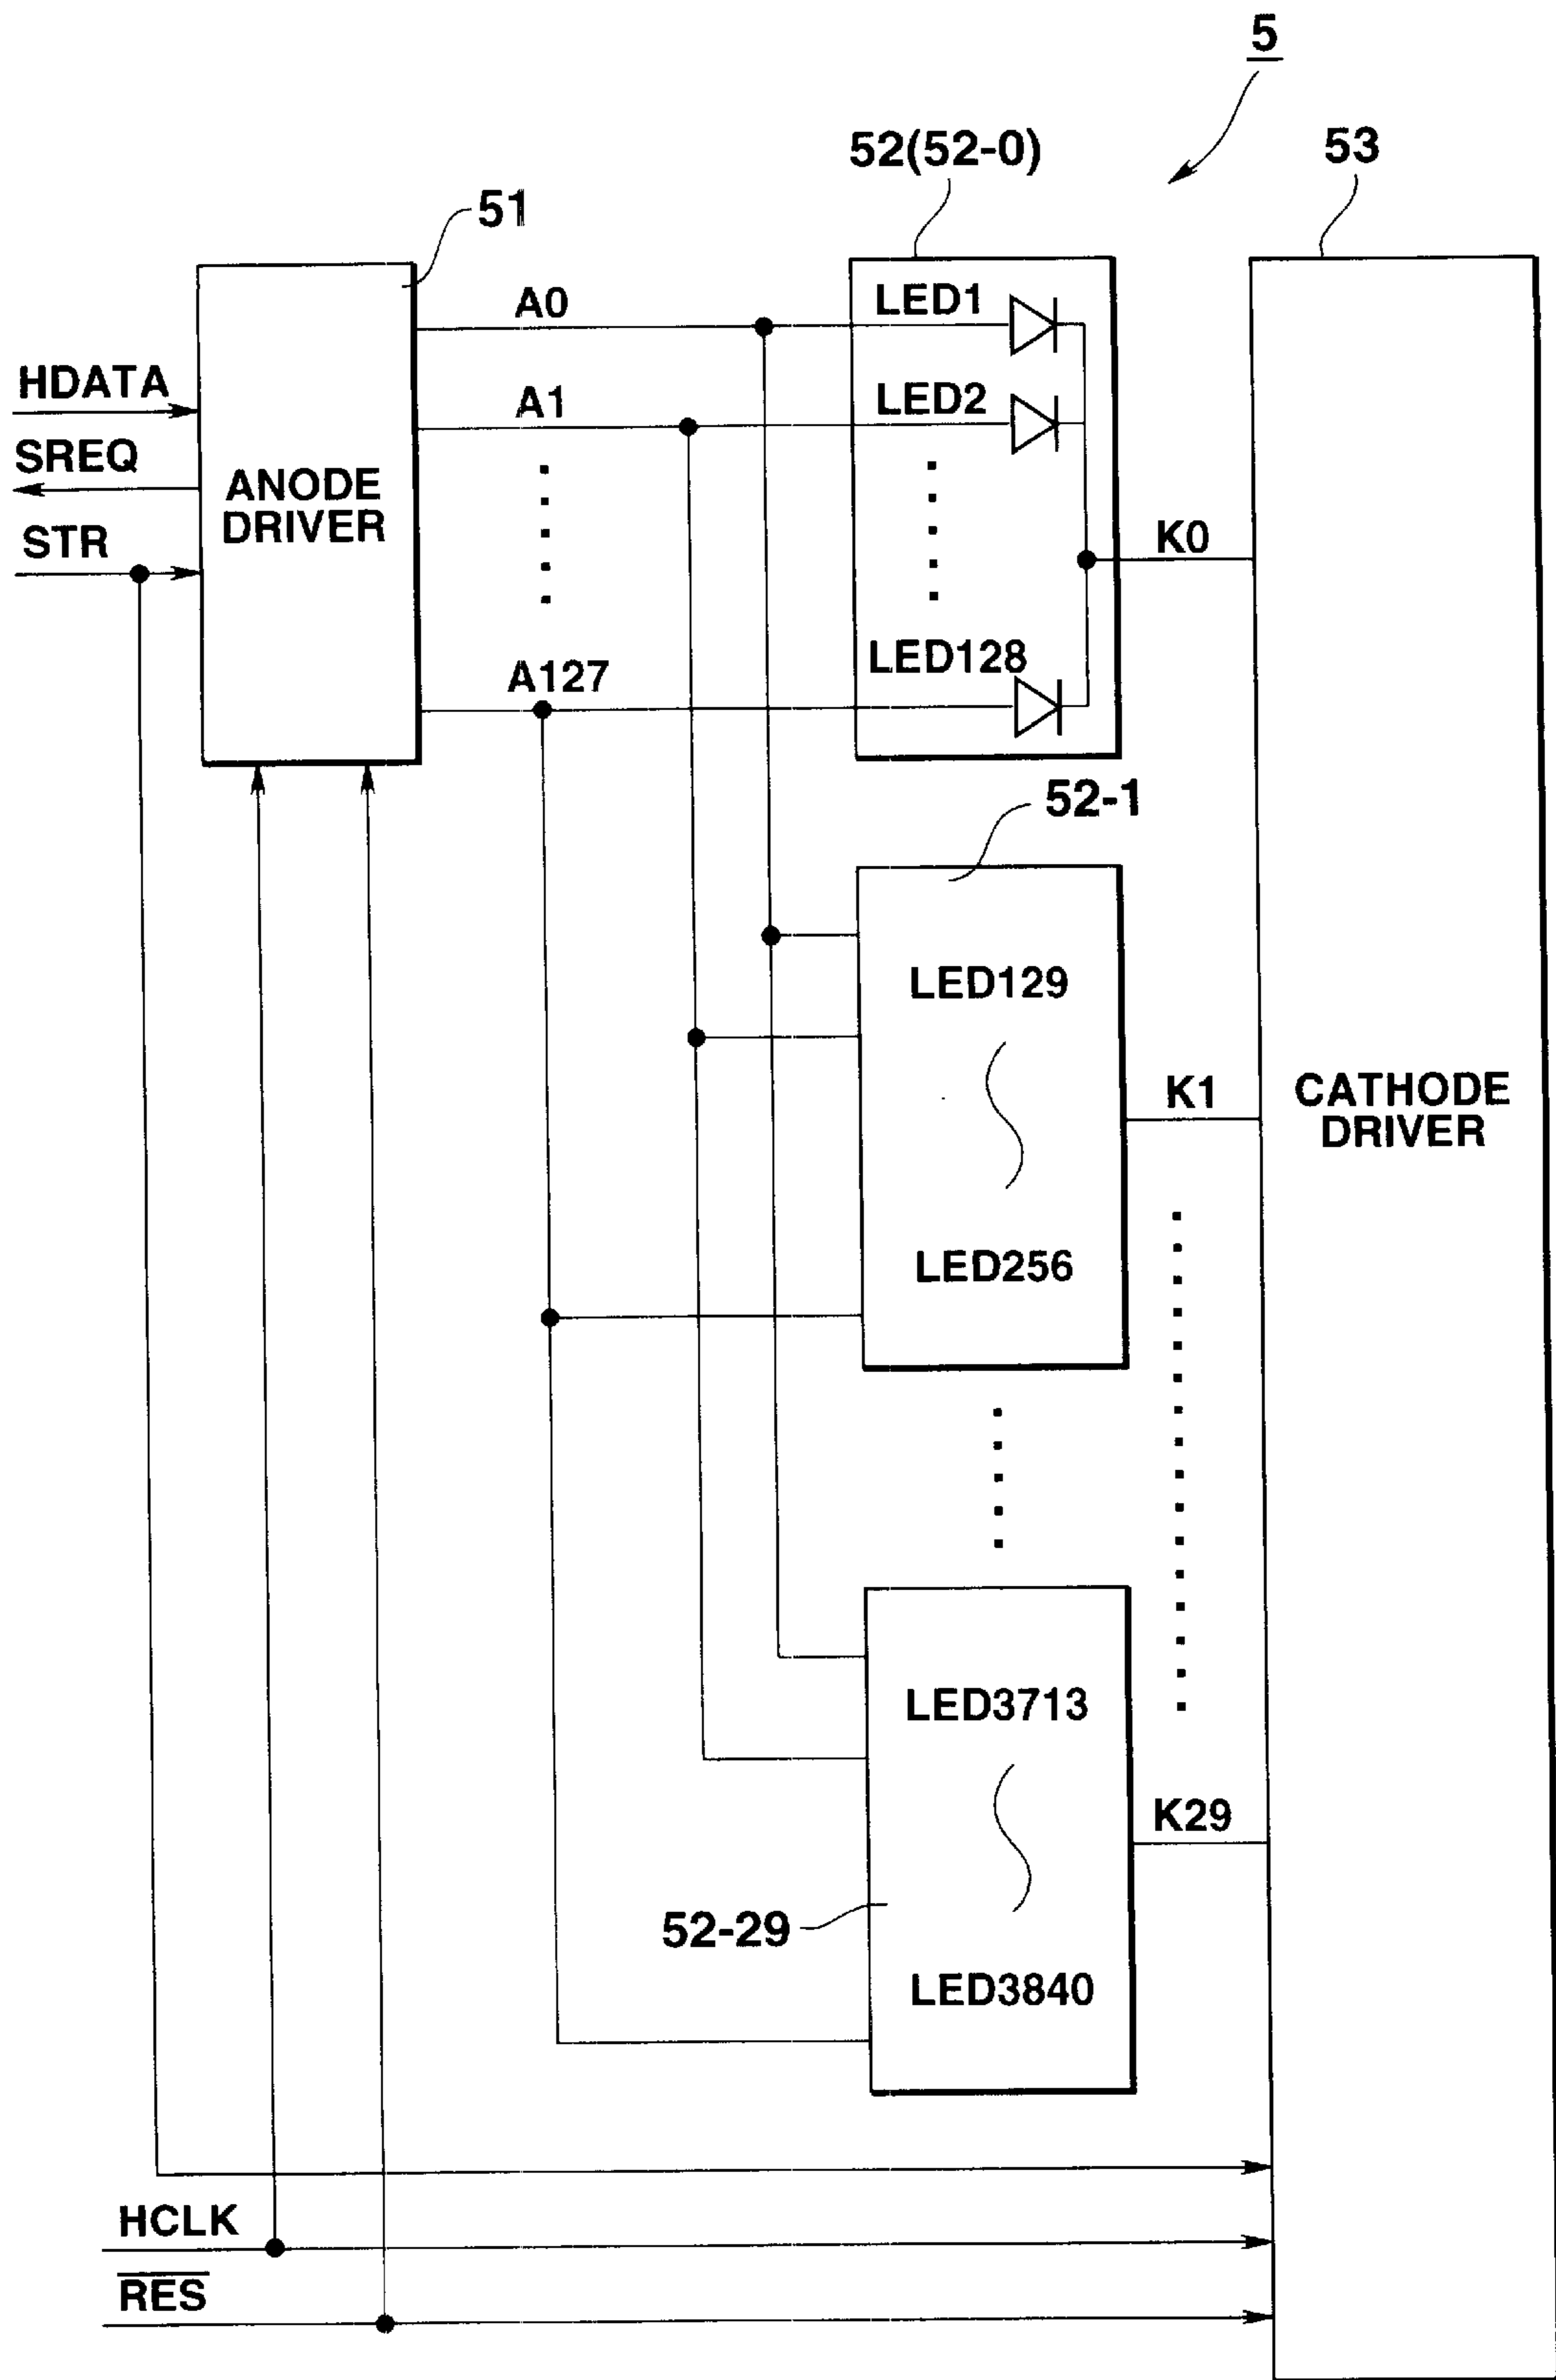 5
52(52-0)
53
51
A0
LED1
HDATA
A1
LED2
SREQ
ANODE
DRIVER
STR
K0
A127
LED128
52-1
LED129
K1
CATHODE
DRIVER
LED256
LED3713
K29
52-29
LED3840
HCLK
RES